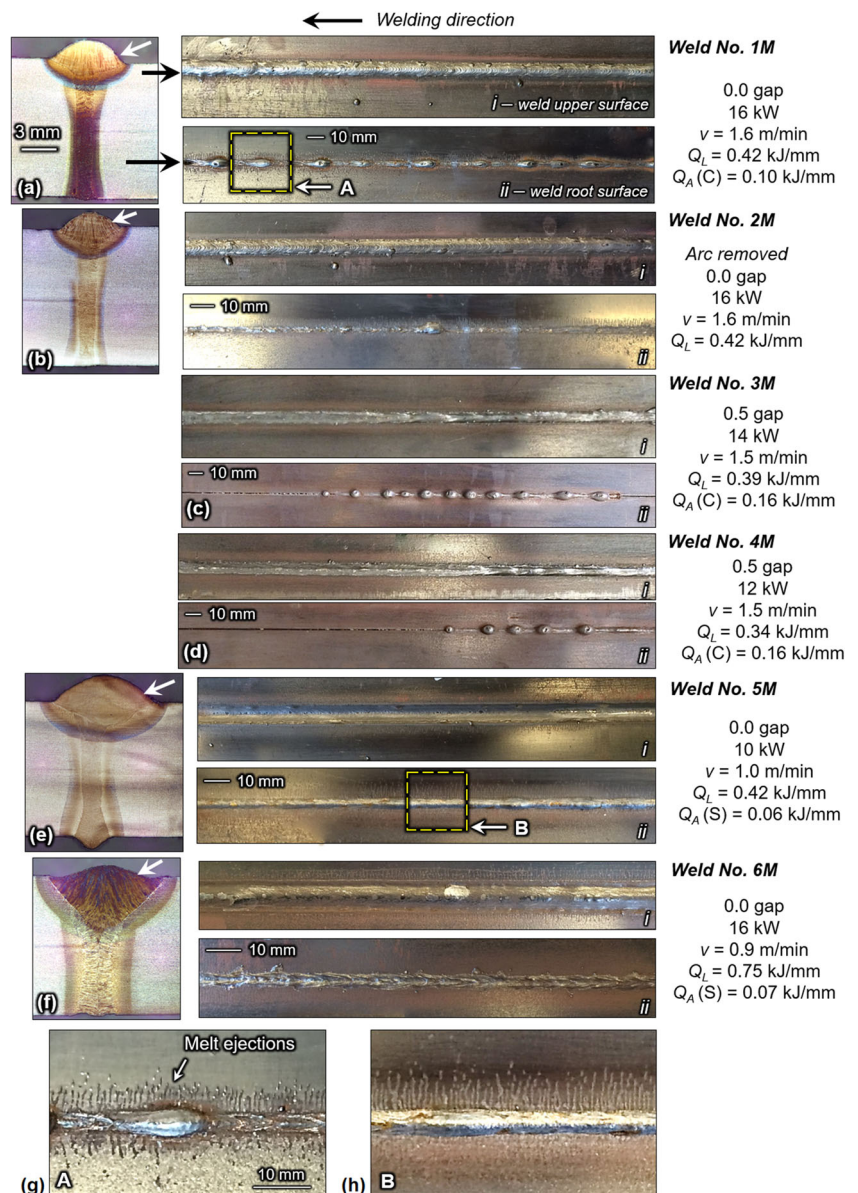 Welding direction
Weld No. 1M
0.0 gap
16 kW
v = 1.6 m/min
Q_L = 0.42 kJ/mm
Q_A (C) = 0.10 kJ/mm
3 mm
(a)
i – weld upper surface
10 mm
A
ii – weld root surface
Weld No. 2M
Arc removed
0.0 gap
16 kW
v = 1.6 m/min
Q_L = 0.42 kJ/mm
(b)
i
10 mm
ii
Weld No. 3M
0.5 gap
14 kW
v = 1.5 m/min
Q_L = 0.39 kJ/mm
Q_A (C) = 0.16 kJ/mm
i
10 mm
(c)
ii
Weld No. 4M
0.5 gap
12 kW
v = 1.5 m/min
Q_L = 0.34 kJ/mm
Q_A (C) = 0.16 kJ/mm
i
10 mm
(d)
ii
Weld No. 5M
0.0 gap
10 kW
v = 1.0 m/min
Q_L = 0.42 kJ/mm
Q_A (S) = 0.06 kJ/mm
(e)
i
10 mm
B
ii
Weld No. 6M
0.0 gap
16 kW
v = 0.9 m/min
Q_L = 0.75 kJ/mm
Q_A (S) = 0.07 kJ/mm
(f)
i
10 mm
ii
Melt ejections
(g)
A
10 mm
(h)
B